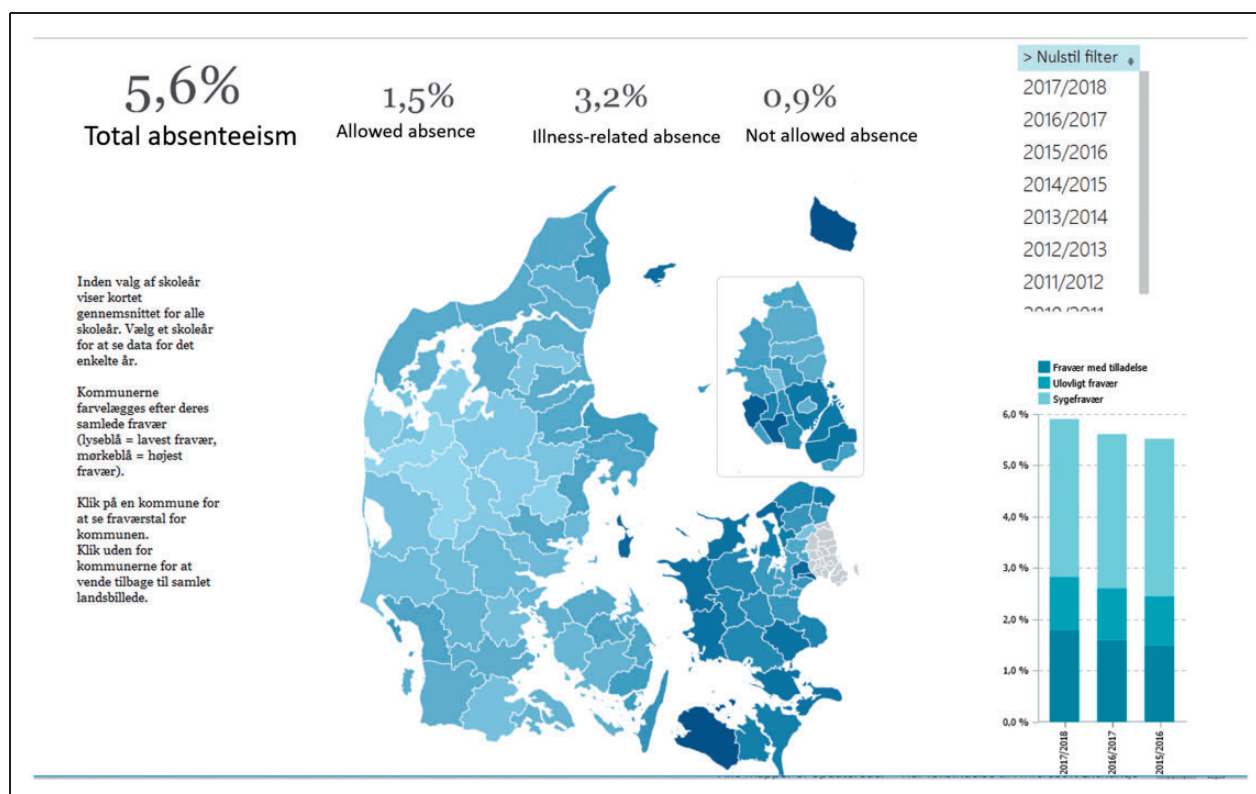 5,6%
Total absenteeism
1,5%
Allowed absence
3,2%
Illness-related absence
0,9%
Not allowed absence
> Nulstil filter
2017/2018
2016/2017
2015/2016
2014/2015
2013/2014
2012/2013
2011/2012
2010/2011
Inden valg af skoleår
viser kortet
gennemsnittet for alle
skoleår. Vælg et skoleår
for at se data for det
enkelte år.
Kommunerne
farvelægges efter deres
samlede fravær
(lyseblå = lavest fravær,
mørkeblå = højest
fravær).
Klik på en kommune for
at se fraværstal for
kommunen.
Klik uden for
kommunerne for at
vende tilbage til samlet
landsbillede.
Fravær med tilladelse
Ulovligt fravær
Sygefravær
6,0 %
5,0 %
4,0 %
3,0 %
2,0 %
1,0 %
0,0 %
2017/2018
2016/2017
2015/2016